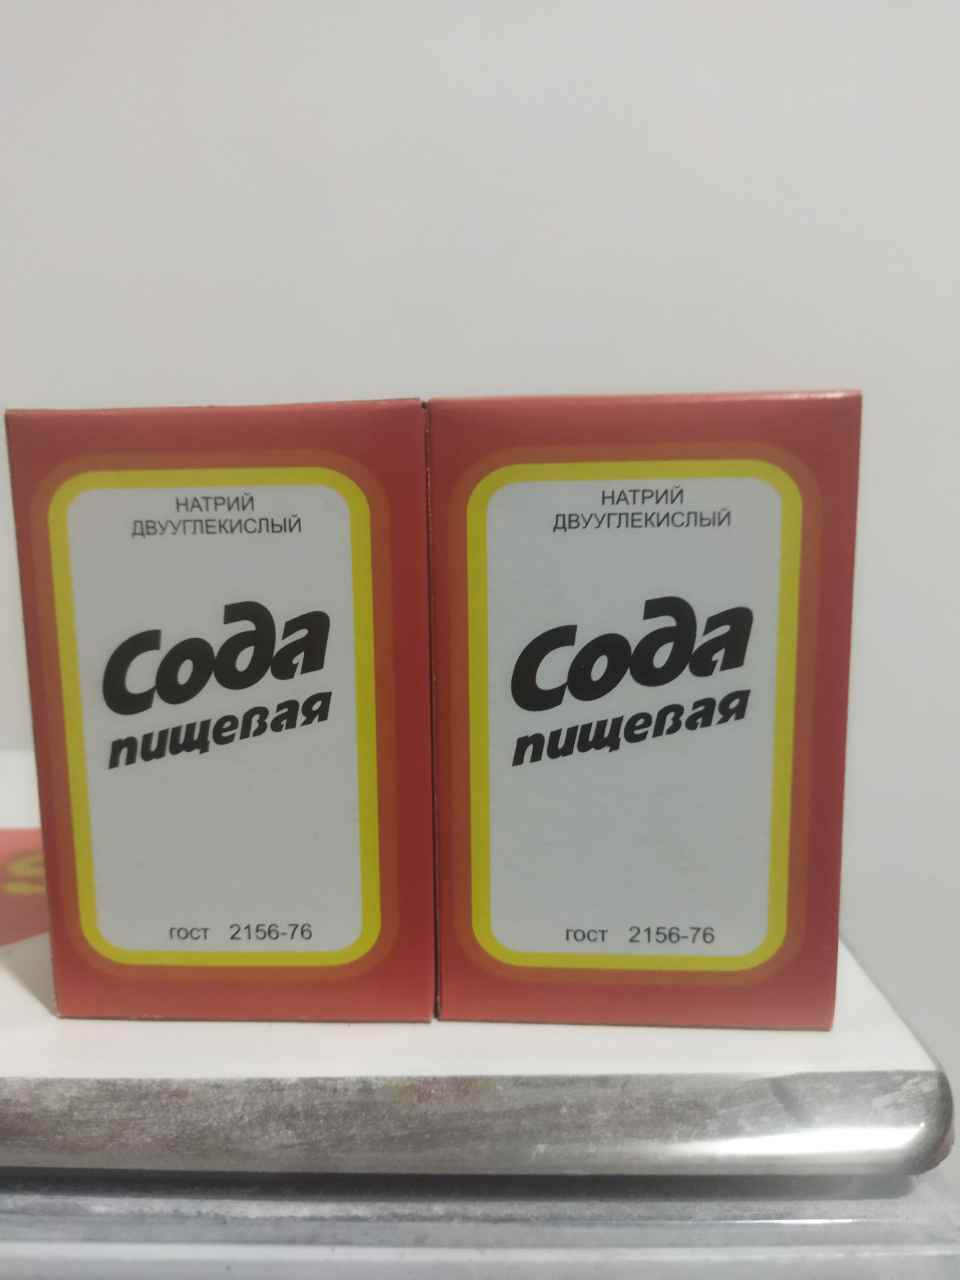 НАТРИЙ
ДВУУГЛЕКИСЛЫЙ
Сода
пищевая
гост 2156-76
НАТРИЙ
ДВУУГЛЕКИСЛЫЙ
Сода
пищевая
гост 2156-76